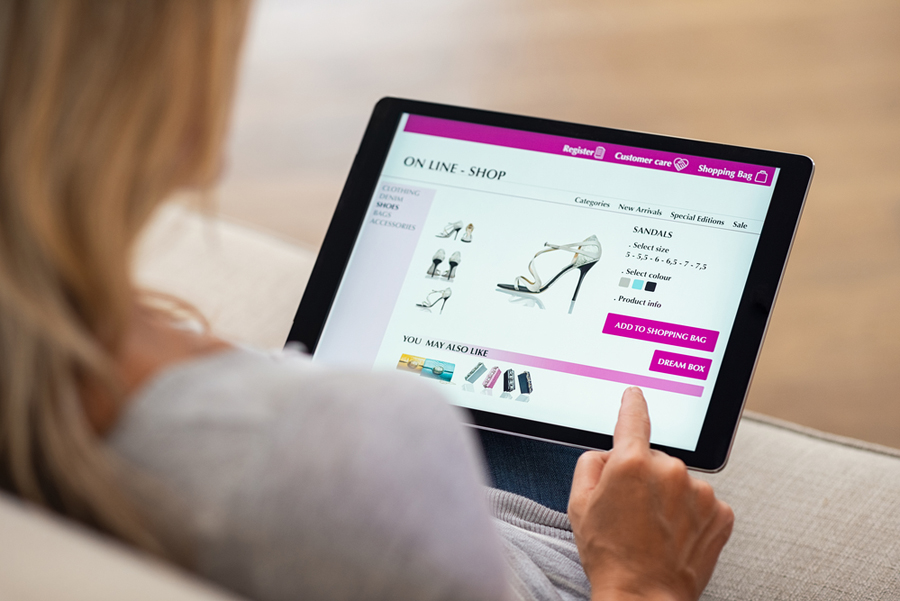 Register
Customer care
Shopping Bag
ON LINE - SHOP
Categories
New Arrivals
Special Editions
Sale
CLOTHING
DENIM
SHOES
BAGS
ACCESSORIES
SANDALS
. Select size
5 - 5,5 - 6 - 6,5 - 7 - 7,5
. Select colour
. Product info
ADD TO SHOPPING BAG
DREAM BOX
YOU MAY ALSO LIKE